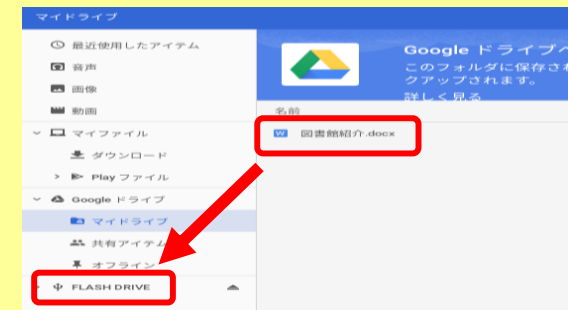 マイドライブ
最近使用したアイテム
音声
画像
動画
マイファイル
ダウンロード
Play ファイル
Google ドライブ
マイドライブ
共有アイテム
オフライン
FLASH DRIVE
Google ドライブへ
このフォルダに保存され
クアップされます。
詳しく見る
名前
図書館紹介.docx